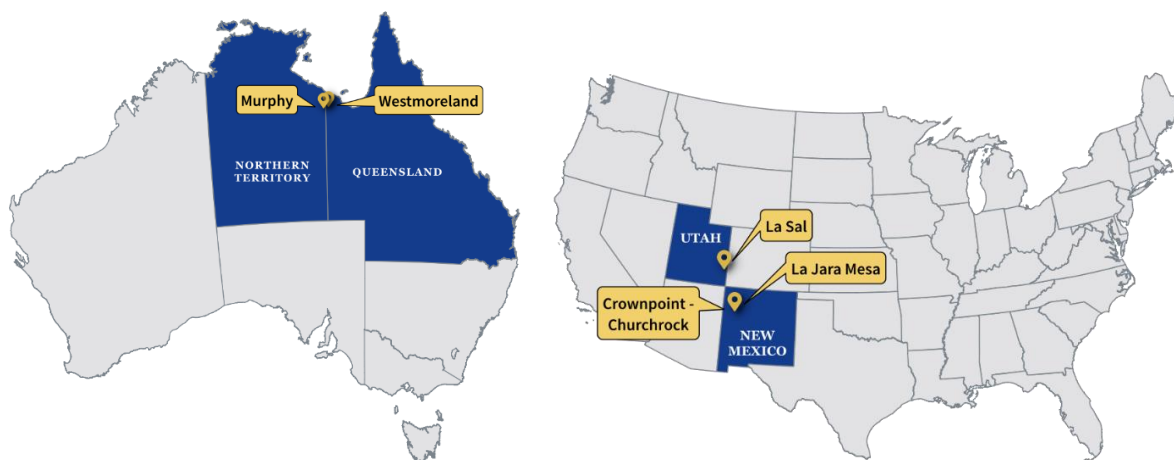 Murphy
Westmoreland
NORTHERN
TERRITORY
QUEENSLAND
La Sal
UTAH
La Jara Mesa
Crownpoint -
Churchrock
NEW
MEXICO